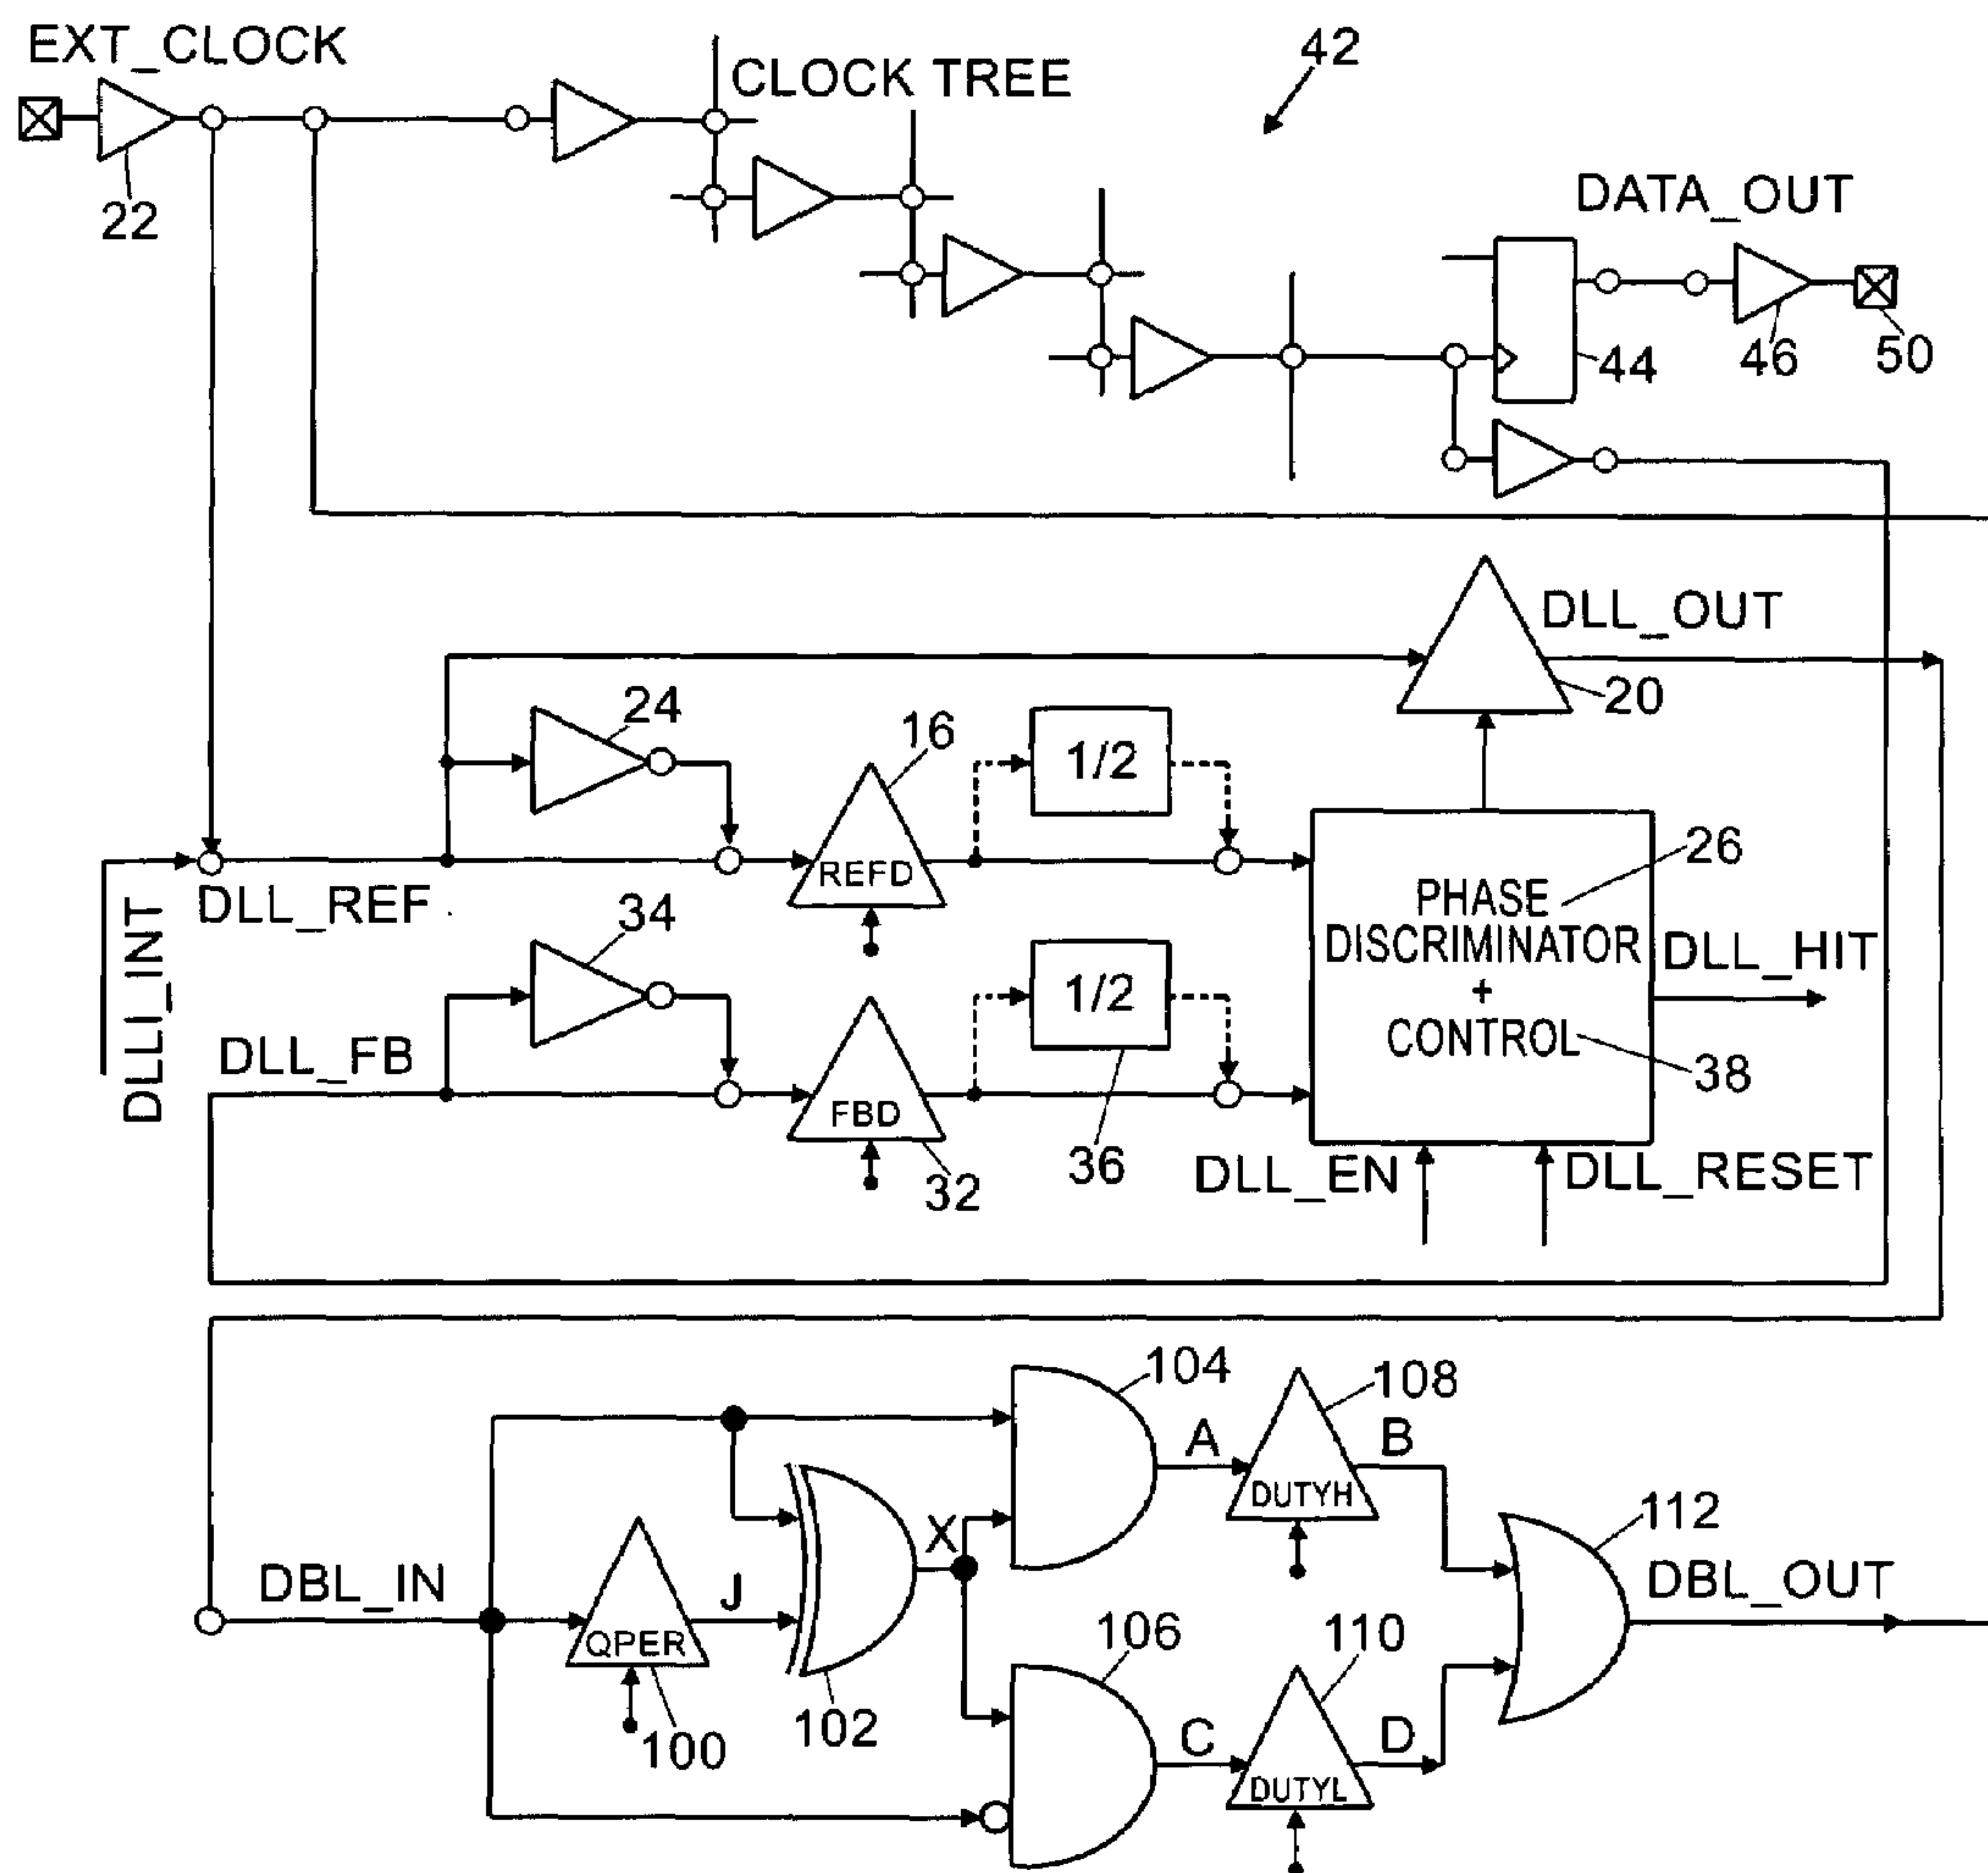 EXT_CLOCK
CLOCK TREE
42
22
DATA_OUT
44
46
50
DLL_OUT
20
24
16
1/2
REFD
26
DLL_REF
PHASE
DISCRIMINATOR
+
CONTROL
38
DLLI_INT
34
DLL_HIT
1/2
DLL_FB
FBD
32
36
DLL_EN
DLL_RESET
104
108
A
B
DUTYH
112
X
DBL_IN
J
QPER
DBL_OUT
102
100
106
110
C
D
DUTYL